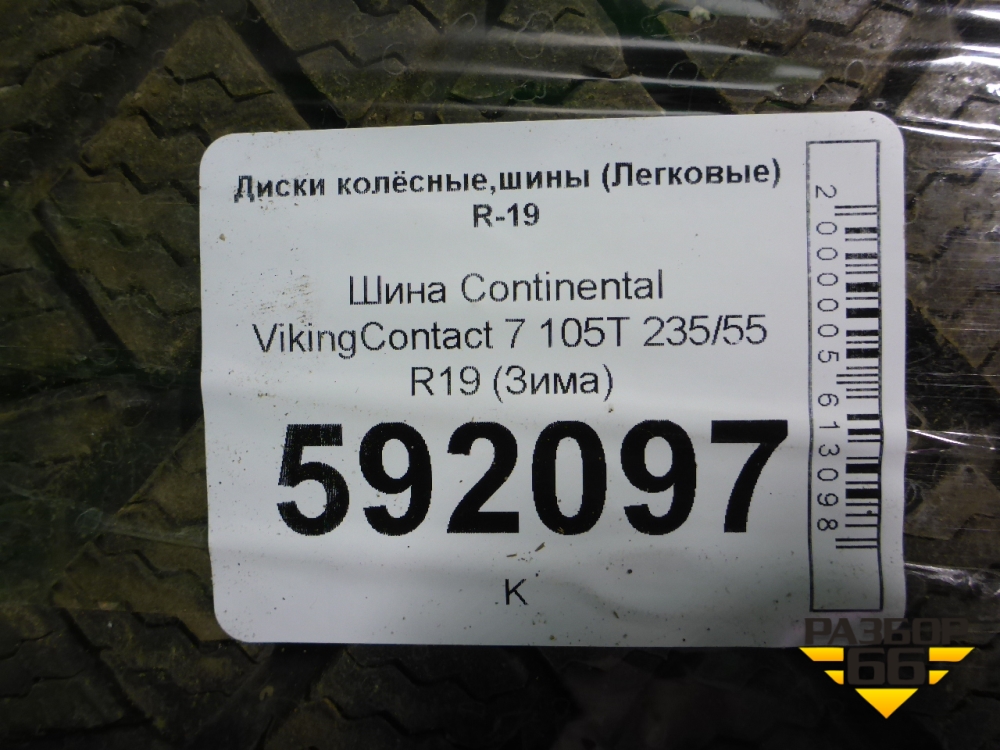 Диски колёсные,шины (Легковые)
R-19
Шина Continental
VikingContact 7 105T 235/55
R19 (Зима)
592097
К
2000005613098
РАЗБОР
66